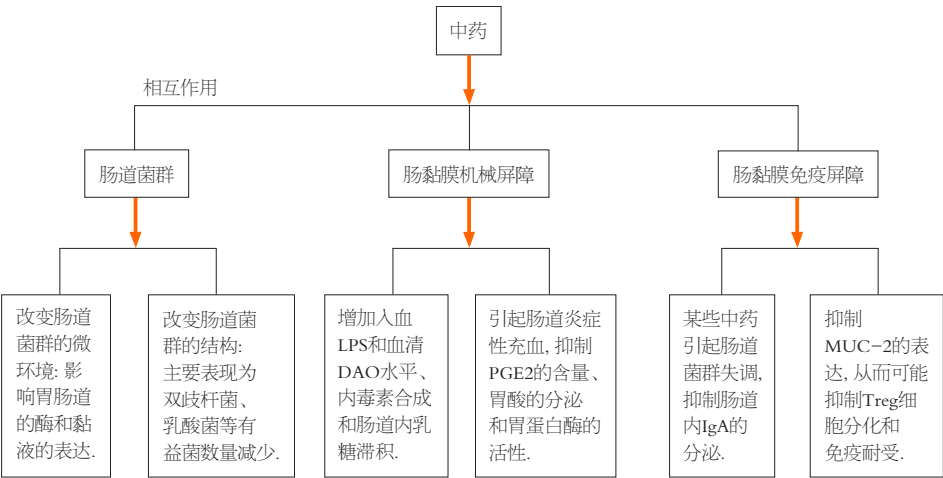 中药
相互作用
肠道菌群
肠黏膜机械屏障
肠黏膜免疫屏障
改变肠道
菌群的微
环境: 影
响胃肠道
的酶和黏
液的表达.
改变肠道菌
群的结构:
主要表现为
双歧杆菌、
乳酸菌等有
益菌数量减少.
增加入血
LPS和血清
DAO水平、
内毒素合成
和肠道内乳
糖滞积.
引起肠道炎症
性充血, 抑制
PGE2的含量、
胃酸的分泌
和胃蛋白酶的
活性.
某些中药
引起肠道
菌群失调,
抑制肠道
内IgA的
分泌.
抑制
MUC-2的表
达, 从而可能
抑制Treg细
胞分化和
免疫耐受.